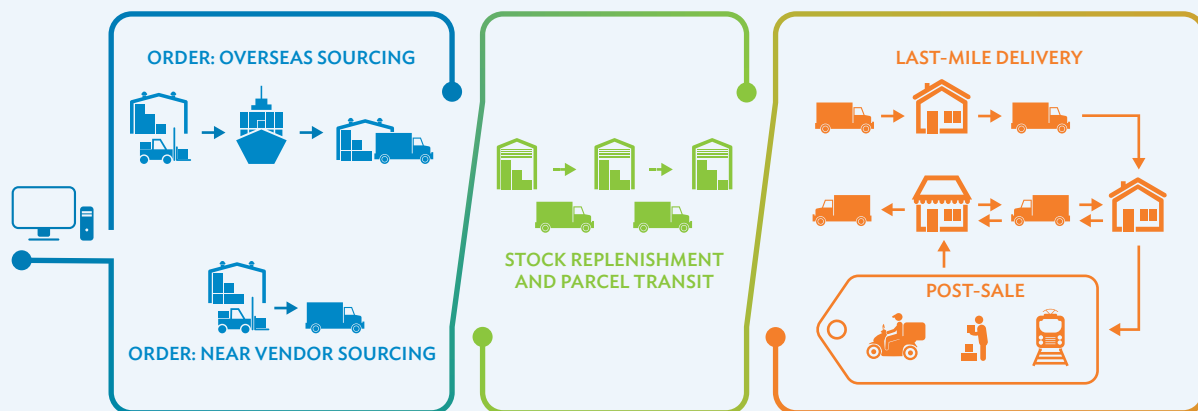 ORDER: OVERSEAS SOURCING
ORDER: NEAR VENDOR SOURCING
STOCK REPLENISHMENT
AND PARCEL TRANSIT
LAST-MILE DELIVERY
POST-SALE